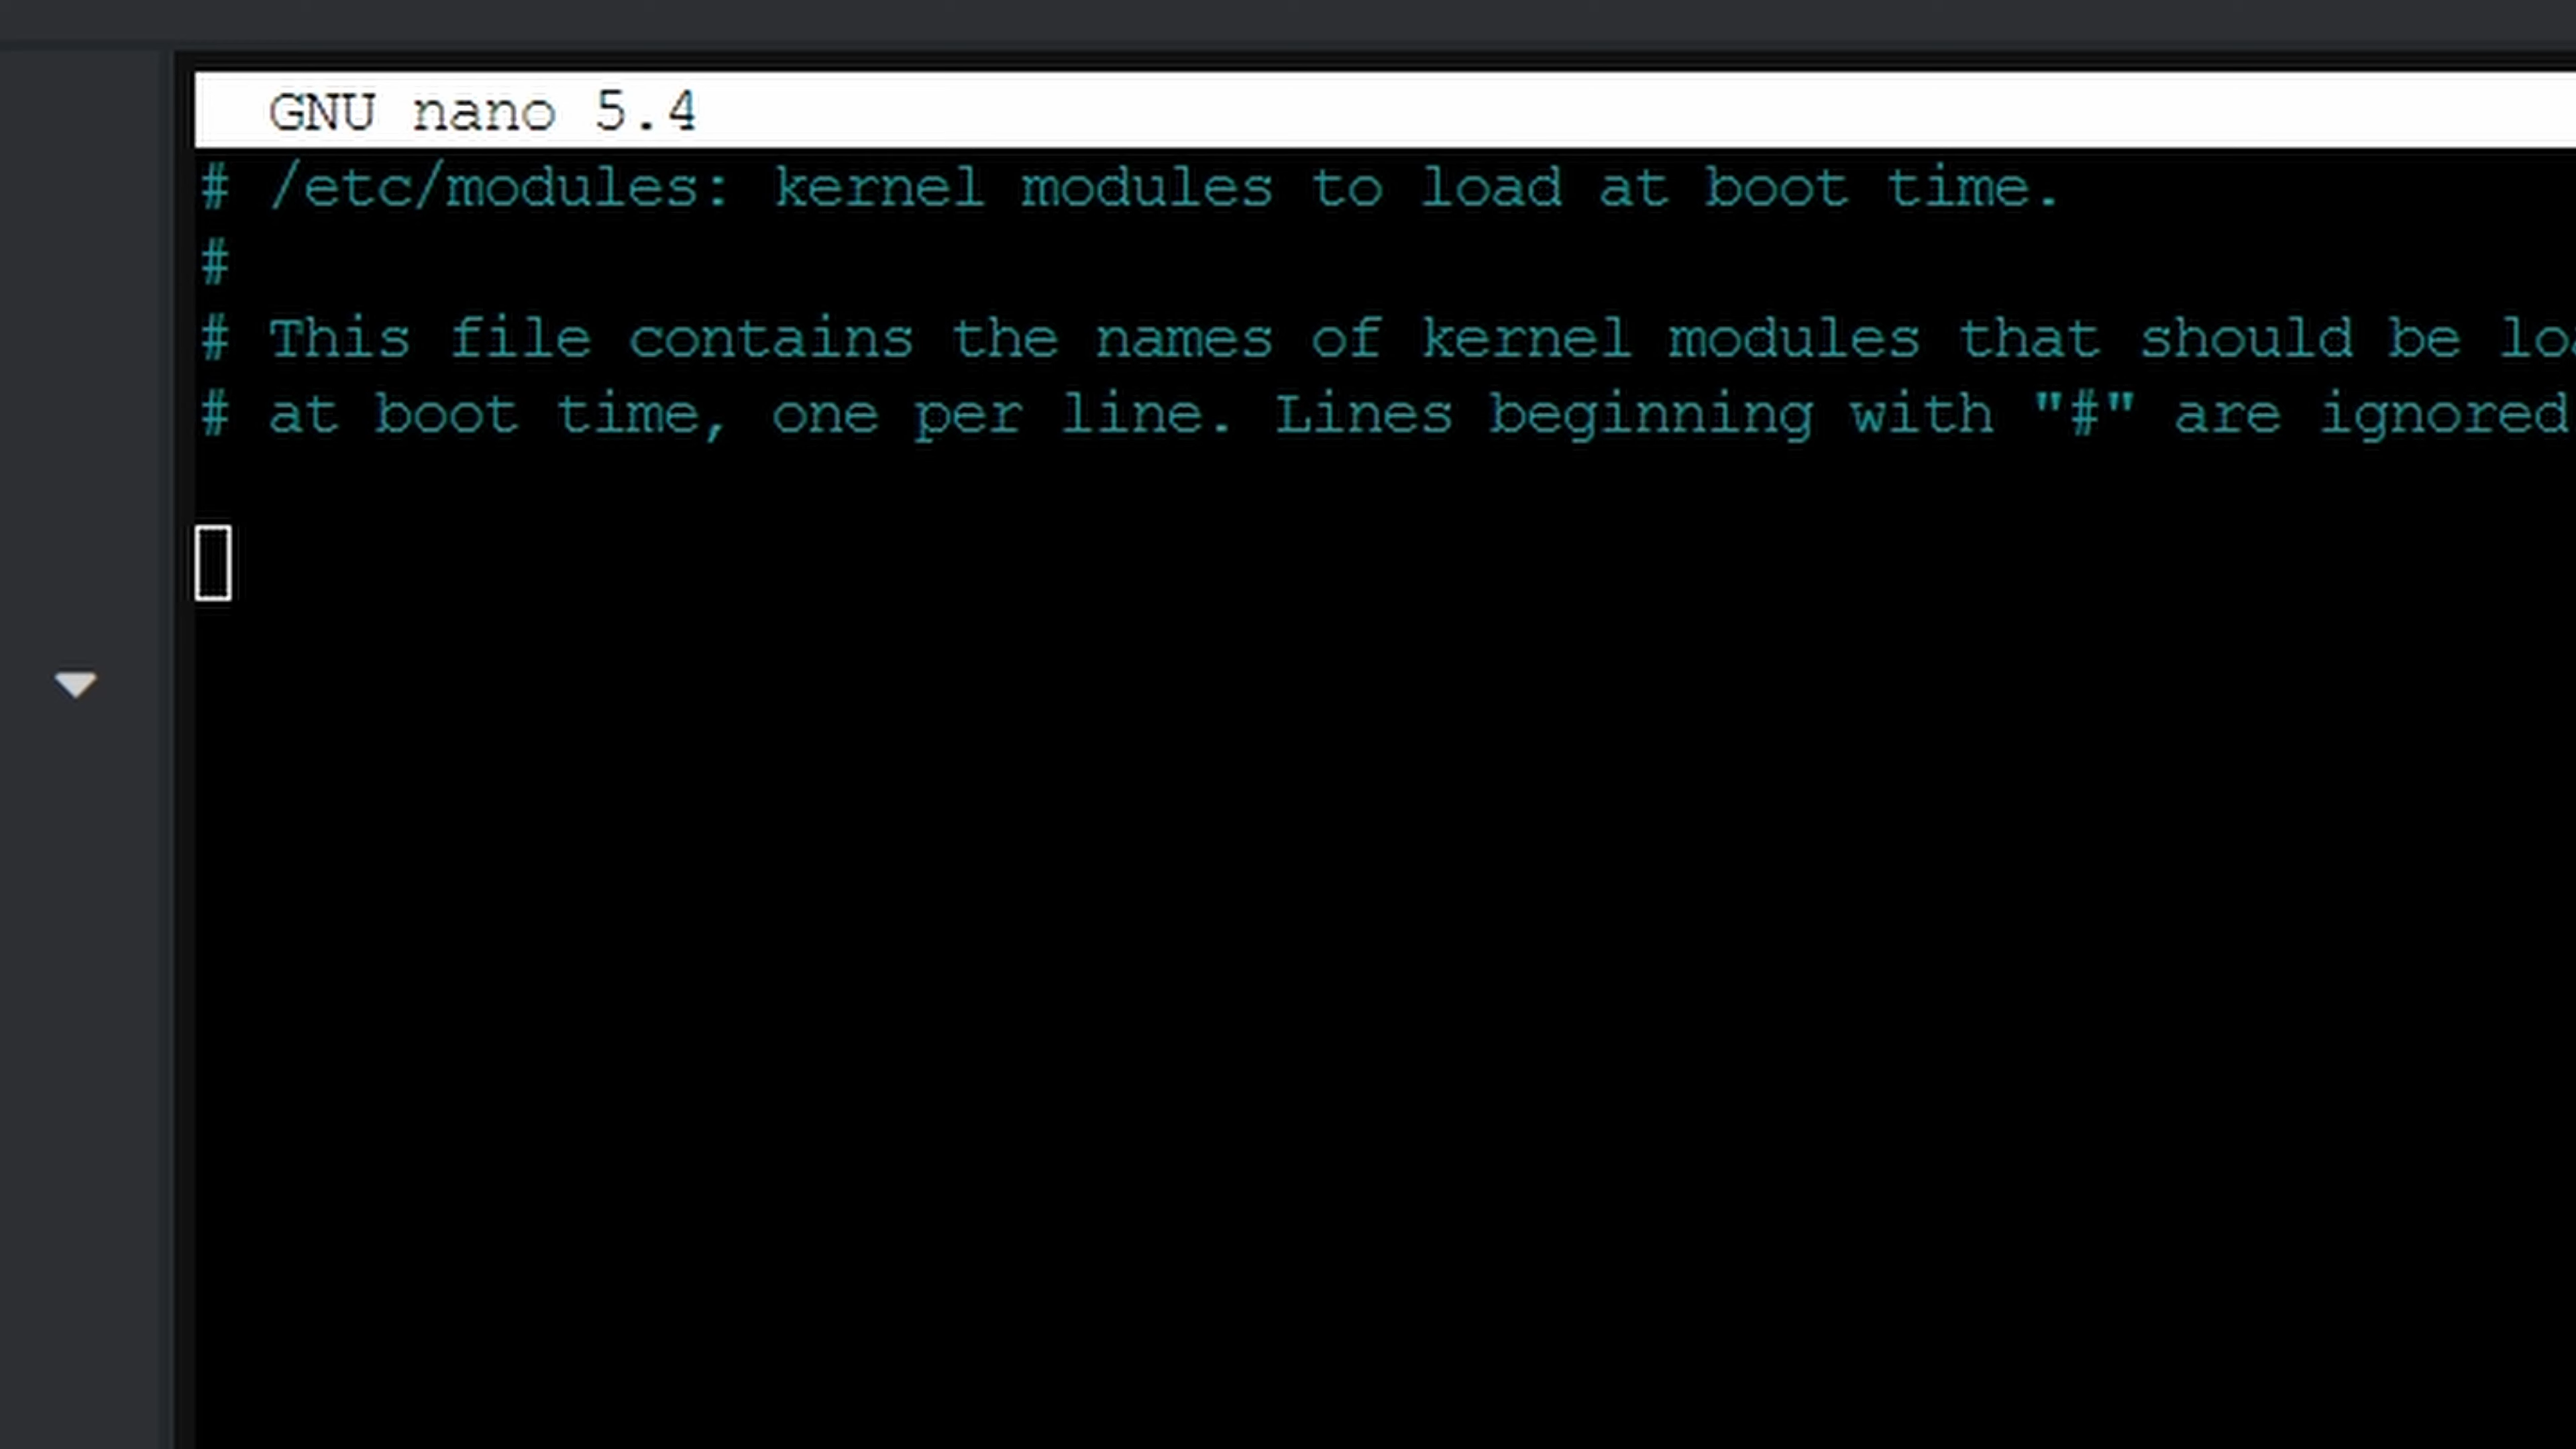 GNU nano 5.4
# /etc/modules: kernel modules to load at boot time.
#
# This file contains the names of kernel modules that should be
# at boot time, one per line. Lines beginning with "#" are ignored